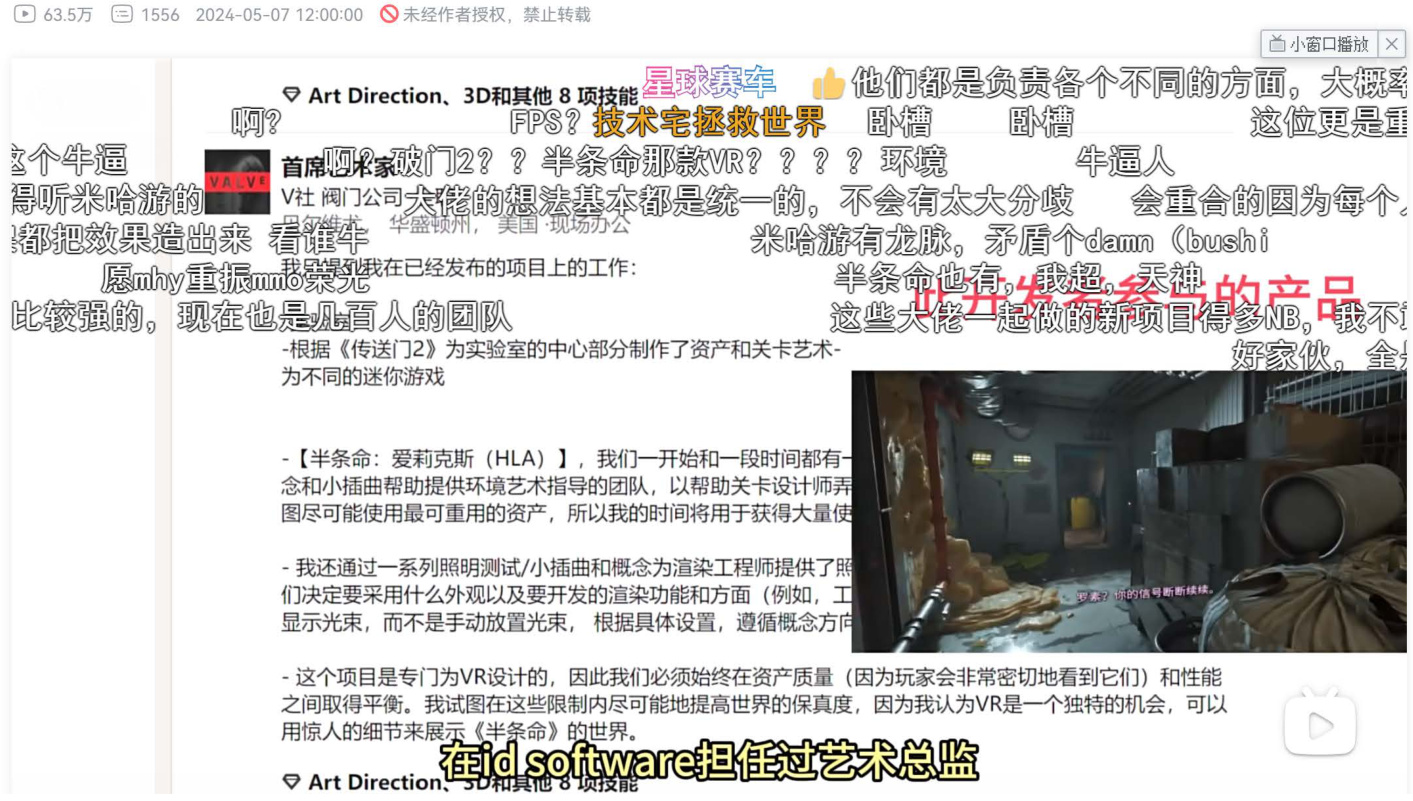 63.5万 1556 2024-05-07 12:00:00 未经作者授权，禁止转载
小窗口播放
星球赛车 他们都是负责各个不同的方面，大概率
Art Direction、3D和其他 8 项技能
啊？ FPS？ 技术宅拯救世界 卧槽 卧槽 这位更是重
这个牛逼 啊？破门2？？半条命那款VR？？？？环境 牛逼人
首席艺术家
VALVE
得听米哈游的 大佬的想法基本都是统一的，不会有太大分歧 会重合的因为每个人
V社 阀门公司
华盛顿州， 美国 ·现场办公
都把效果造出来 看谁牛 米哈游有龙脉，矛盾个damn（bushi
我在已经发布的项目上的工作：
愿mhy重振mmo荣光 半条命也有，我超，天神
开发者参与的产品
比较强的，现在也是几百人的团队 这些大佬一起做的新项目得多NB，我不
-根据《传送门2》为实验室的中心部分制作了资产和关卡艺术-
好家伙，全
为不同的迷你游戏
-【半条命：爱莉克斯（HLA）】，我们一开始和一段时间都有一
念和小插曲帮助提供环境艺术指导的团队，以帮助关卡设计师弄
图尽可能使用最可重用的资产，所以我的时间将用于获得大量使
- 我还通过一系列照明测试/小插曲和概念为渲染工程师提供了照
们决定要采用什么外观以及要开发的渲染功能和方面（例如，工
显示光束，而不是手动放置光束， 根据具体设置，遵循概念方向
罗素？你的信号断断续续。
- 这个项目是专门为VR设计的，因此我们必须始终在资产质量（因为玩家会非常密切地看到它们）和性能
之间取得平衡。我试图在这些限制内尽可能地提高世界的保真度，因为我认为VR是一个独特的机会，可以
用惊人的细节来展示《半条命》的世界。
在id software担任过艺术总监
Art Direction、3D和其他 8 项技能